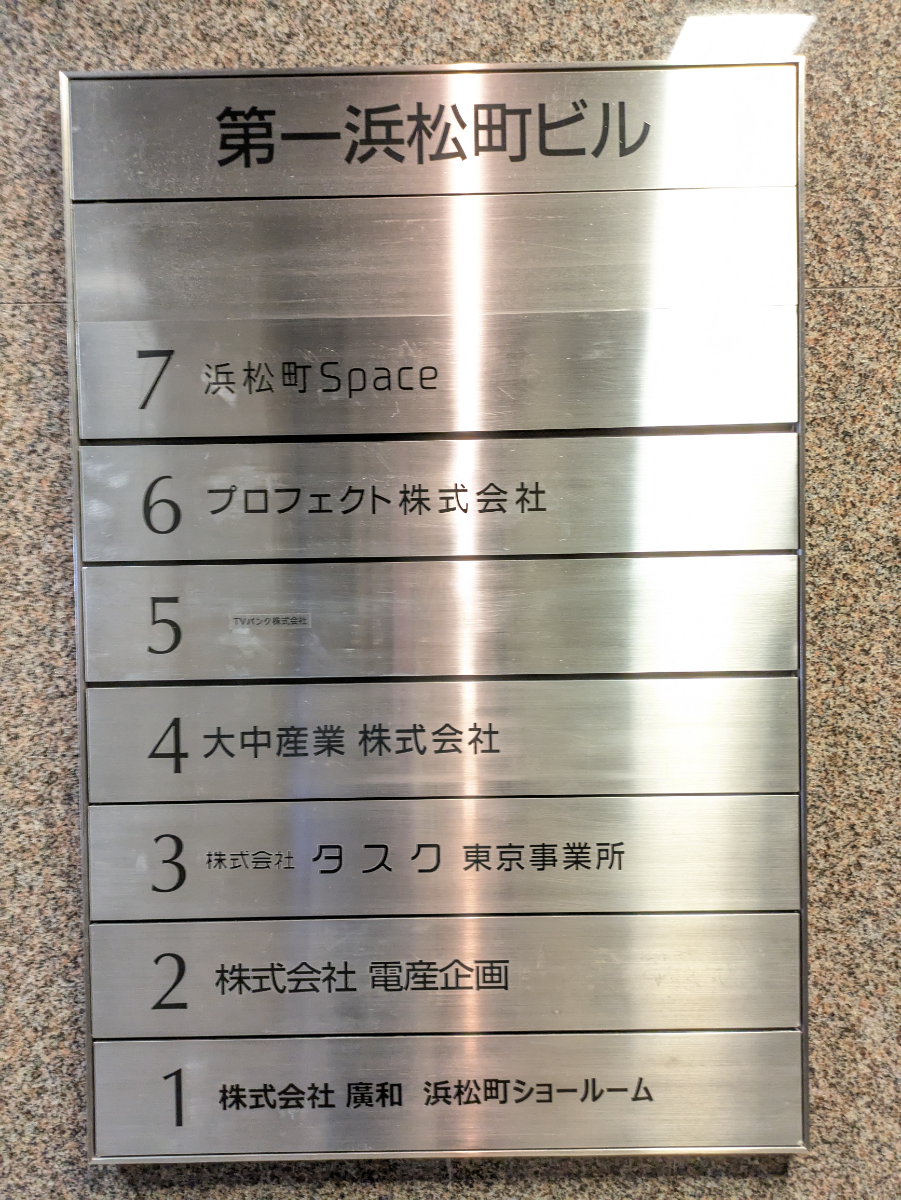 第一浜松町ビル
7 浜松町Space
6 プロフェクト株式会社
5 TVバンク株式会社
4 大中産業 株式会社
3 株式会社 タスク 東京事業所
2 株式会社 電産企画
1 株式会社 廣和 浜松町ショールーム